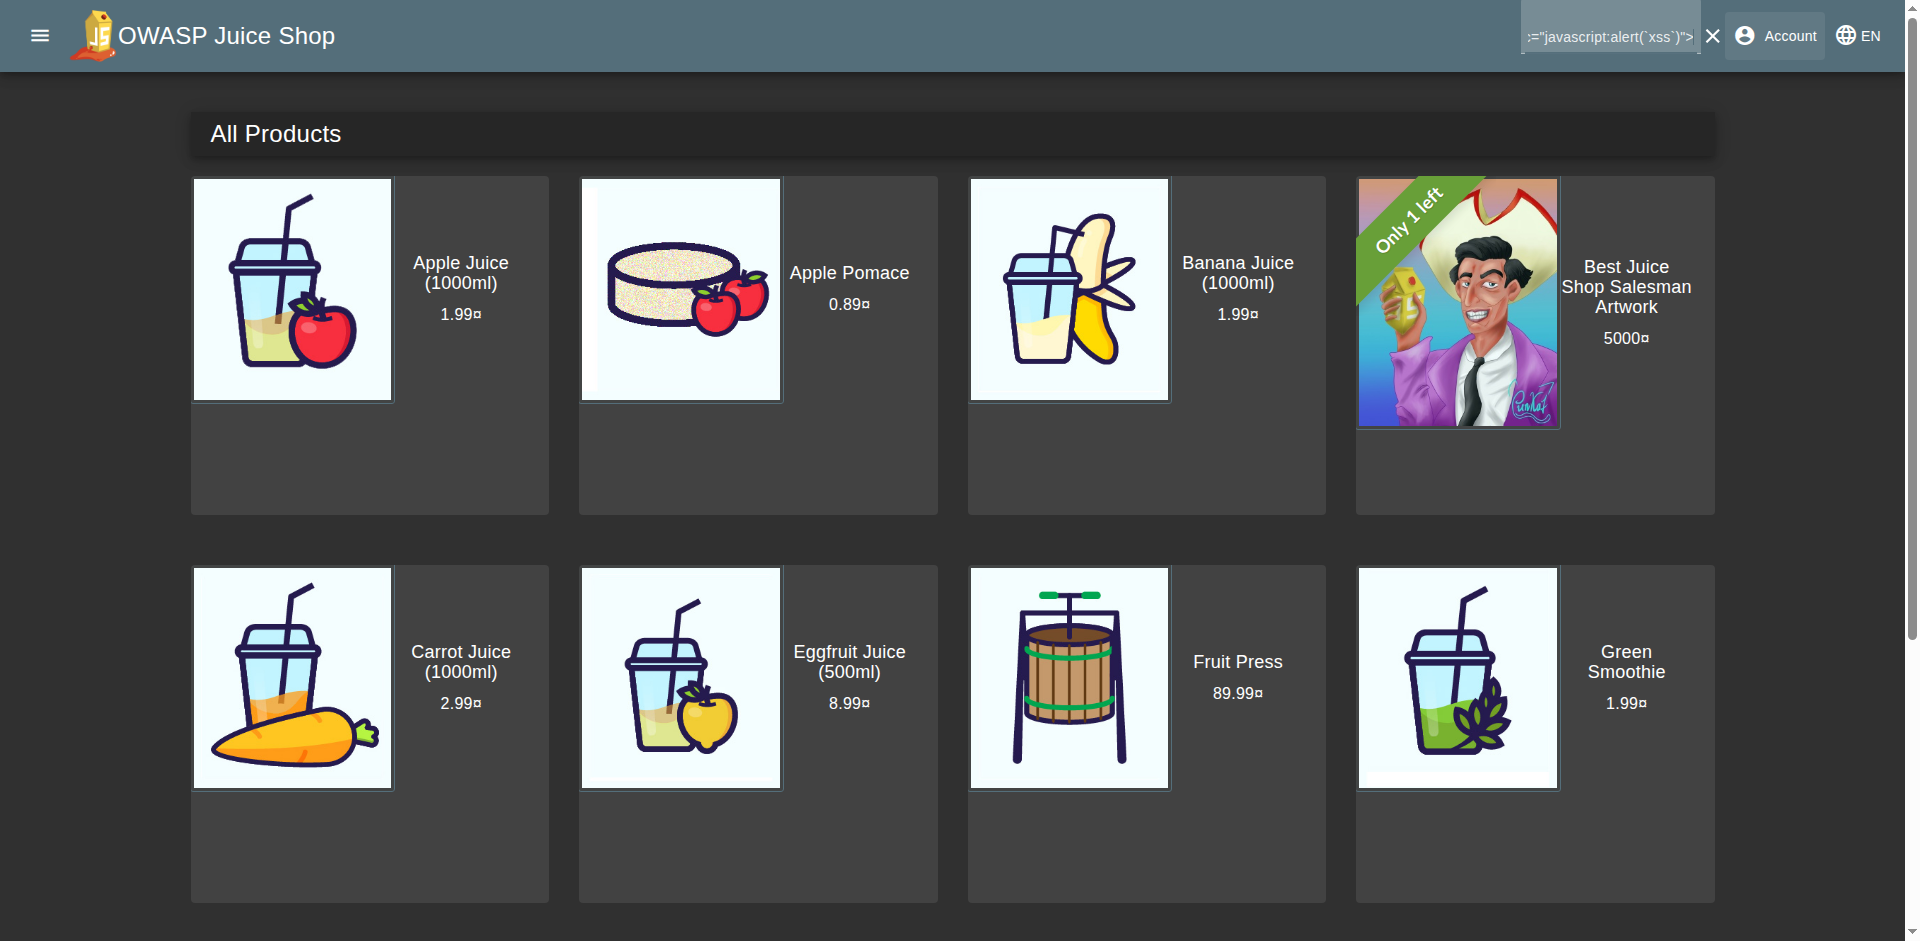 OWASP Juice Shop
:="javascript:alert(`xss`)">
Account
EN
All Products
Apple Juice
(1000ml)
1.99¤
Apple Pomace
0.89¤
Banana Juice
(1000ml)
1.99¤
Only 1 left
Best Juice
Shop Salesman
Artwork
5000¤
Carrot Juice
(1000ml)
2.99¤
Eggfruit Juice
(500ml)
8.99¤
Fruit Press
89.99¤
Green
Smoothie
1.99¤